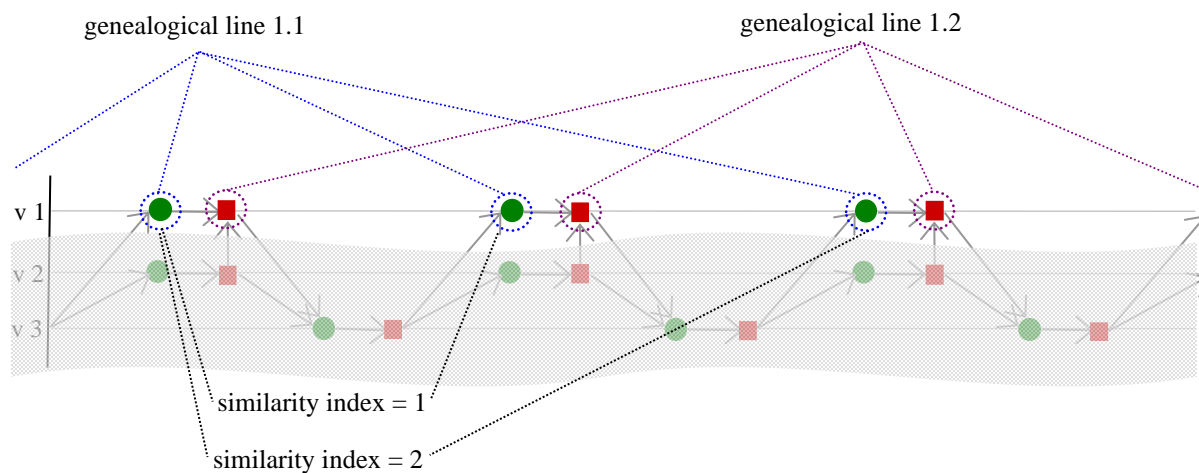 genealogical line 1.1
genealogical line 1.2
v 1
v 2
v 3
similarity index = 1
similarity index = 2